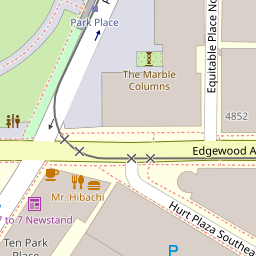 Park Place
P
The Marble
Columns
Equitable Place No
4852
Edgewood A
Mr. Hibachi
7 to 7 Newstand
Hurt Plaza Southea
Ten Park
Place
P